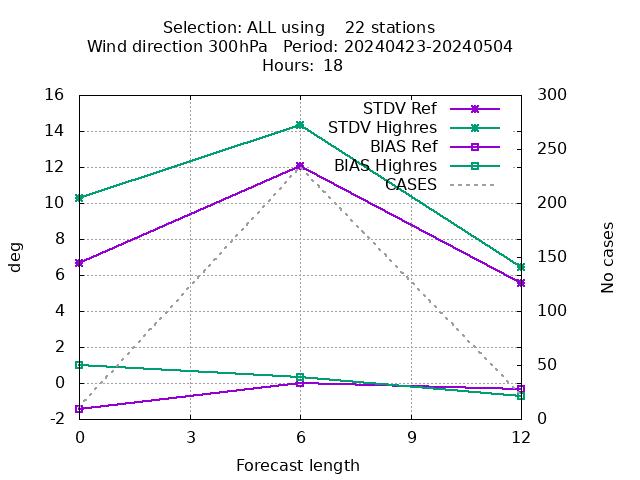 Selection: ALL using    22 stations
Wind direction 300hPa   Period: 20240423-20240504
Hours: 18
16
14
12
10
8
6
4
2
0
-2
deg
STDV Ref
STDV Highres
BIAS Ref
BIAS Highres
CASES
300
250
200
150
100
50
0
No cases
0 3 6 9 12
Forecast length